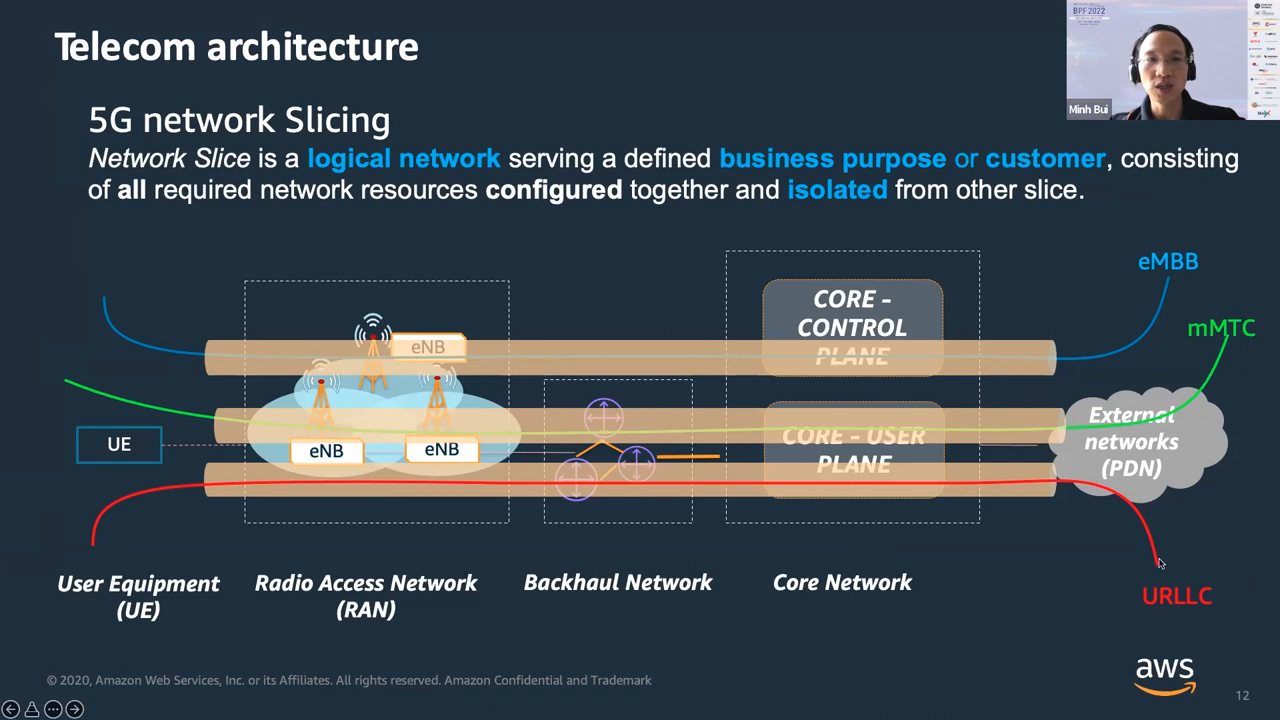 Telecom architecture
BPF2022
Minh Bui
5G network Slicing
Network Slice is a logical network serving a defined business purpose or customer, consisting
of all required network resources configured together and isolated from other slice.
eMBB
mMTC
CORE -
CONTROL
PLANE
eNB
UE
eNB
eNB
CORE - USER
PLANE
External
networks
(PDN)
User Equipment
(UE)
Radio Access Network
(RAN)
Backhaul Network
Core Network
URLLC
aws
© 2020, Amazon Web Services, Inc. or its Affiliates. All rights reserved. Amazon Confidential and Trademark
12